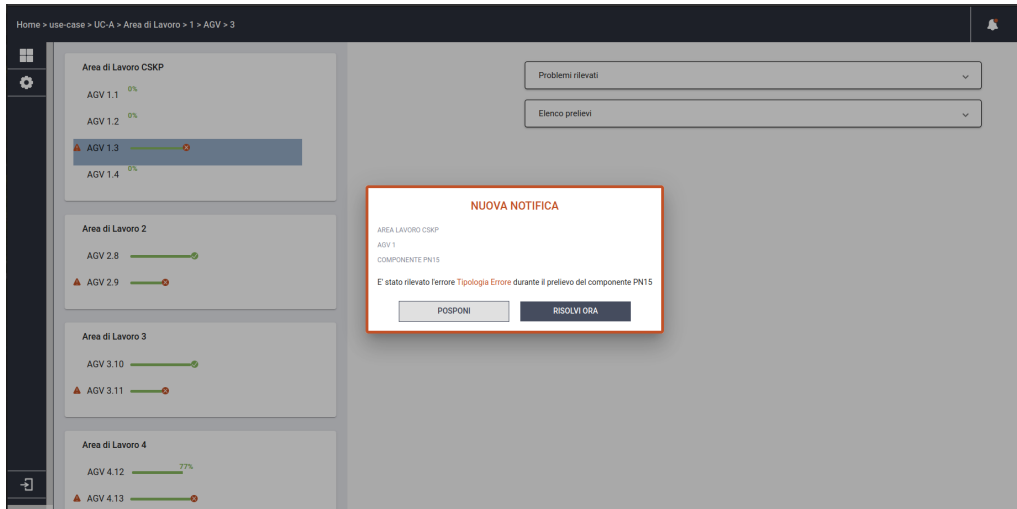 Home > use-case > UC-A > Area di Lavoro > 1 > AGV > 3
Area di Lavoro CSKP
AGV 1.1 0%
AGV 1.2 0%
AGV 1.3
AGV 1.4 0%
Area di Lavoro 2
AGV 2.8
AGV 2.9
Area di Lavoro 3
AGV 3.10
AGV 3.11
Area di Lavoro 4
AGV 4.12 77%
AGV 4.13
Problemi rilevati
Elenco prelievi
NUOVA NOTIFICA
AREA LAVORO CSKP
AGV 1
COMPONENTE PN15
E' stato rilevato l'errore Tipologia Errore durante il prelievo del componente PN15
POSPONI RISOLVI ORA